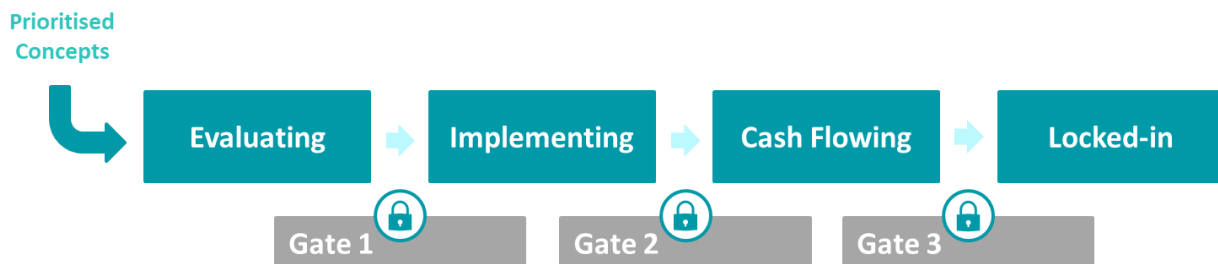 Prioritised
Concepts
Evaluating
Implementing
Cash Flowing
Locked-in
Gate 1
Gate 2
Gate 3